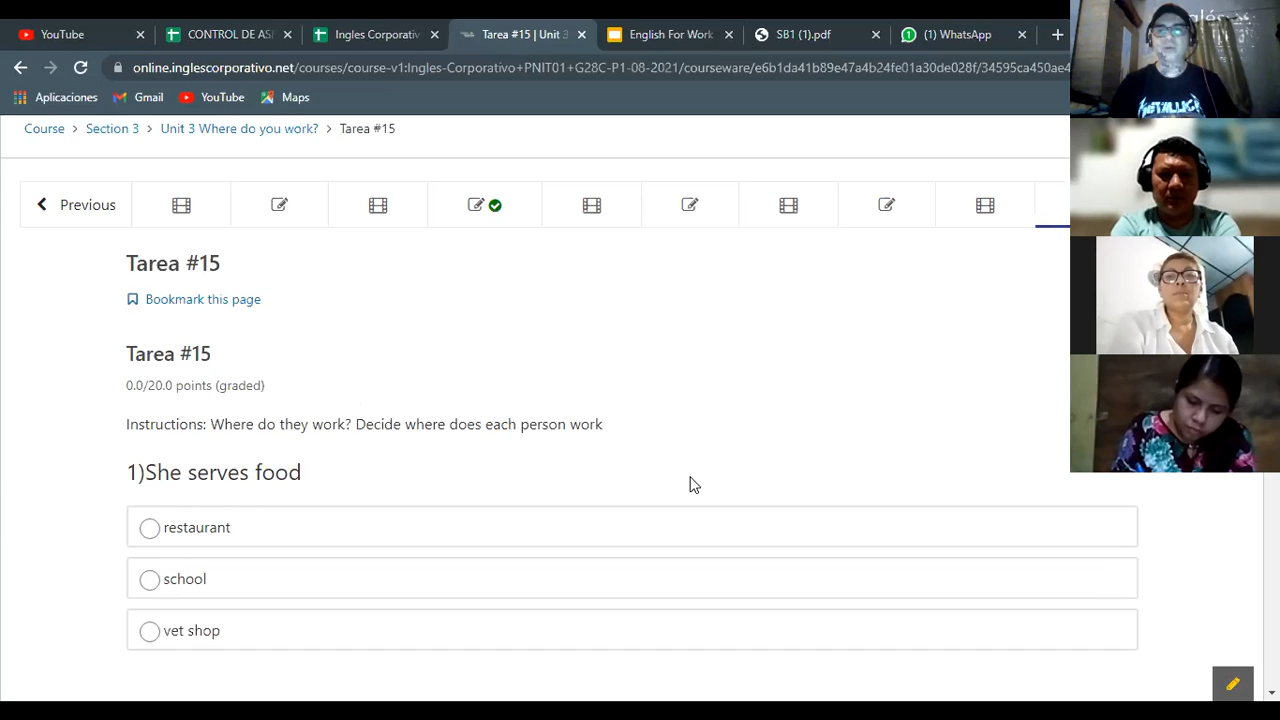 YouTube
CONTROL DE AS
Ingles Corporativ
Tarea #15 | Unit 3
English For Work
SB1 (1).pdf
(1) WhatsApp
online.inglescorporativo.net/courses/course-v1:Ingles-Corporativo+PNIT01+G28C-P1-08-2021/courseware/e6b1da41b89e47a4b24fe01a30de028f/34595ca450ae4
Aplicaciones
Gmail
YouTube
Maps
Course > Section 3 > Unit 3 Where do you work? > Tarea #15
Previous
Tarea #15
Bookmark this page
Tarea #15
0.0/20.0 points (graded)
Instructions: Where do they work? Decide where does each person work
1)She serves food
restaurant
school
vet shop
METALLICA